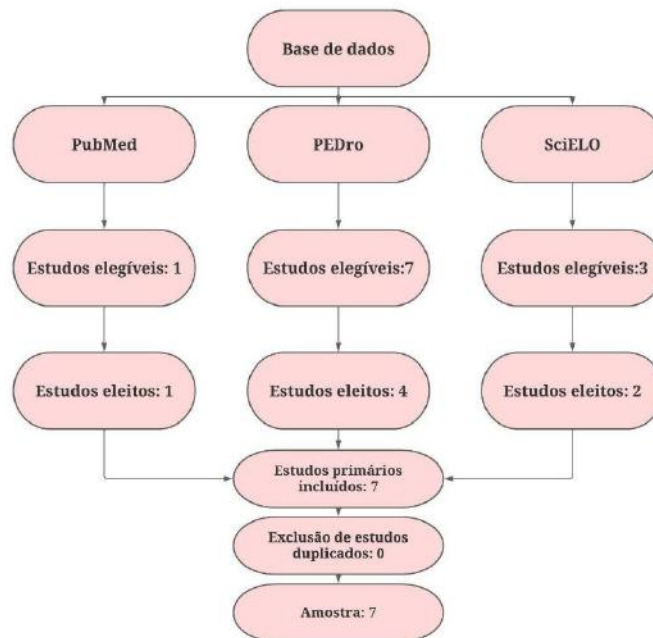 Base de dados
PubMed
PEDro
SciELO
Estudos elegíveis: 1
Estudos elegíveis:7
Estudos elegíveis:3
Estudos eleitos: 1
Estudos eleitos: 4
Estudos eleitos: 2
Estudos primários
incluídos: 7
Exclusão de estudos
duplicados: 0
Amostra: 7